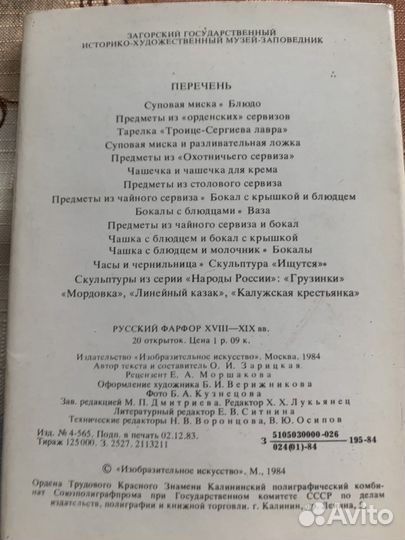 ЗАГОРСКИЙ ГОСУДАРСТВЕННЫЙ
ИСТОРИКО-ХУДОЖЕСТВЕННЫЙ МУЗЕЙ-ЗАПОВЕДНИК
ПЕРЕЧЕНЬ
Суповая миска • Блюдо
Предметы из «орденских» сервизов
Тарелка «Троице-Сергиева лавра»
Суповая миска и разливательная ложка
Предметы из «Охотничьего сервиза»
Чашечка и чашечка для крема
Предметы из столового сервиза
Предметы из чайного сервиза • Бокал с крышкой и блюдцем
Бокалы с блюдцами • Ваза
Предметы из чайного сервиза и бокал
Чашка с блюдцем и бокал с крышкой
Чашка с блюдцем и молочник • Бокалы
Часы и чернильница • Скульптура «Ищутся» •
Скульптуры из серии «Народы России»: «Грузинки»
«Мордовка», «Линейный казак», «Калужская крестьянка»
РУССКИЙ ФАРФОР XVIII—XIX вв.
20 открыток. Цена 1 р. 09 к.
Издательство «Изобразительное искусство». Москва. 1984
Автор текста и составитель О. И. Зарицкая
Рецензент Е. А. Моршакова
Оформление художника Б. И. Верижникова
Фото Б. А. Кузнецова
Зав. редакцией М. П. Дмитриева. Редактор Х. Х. Лукьянец
Литературный редактор Е. В. Ситнина
Технические редакторы Н. В. Воронцова, В. Ю. Осипов
Изд. № 4-565. Подп. в печать 02.12.83.
Тираж 125 000. З. 2527. 2113211
З 5105030000-026 195-84
024(01)-84
© «Изобразительное искусство». М., 1984
Ордена Трудового Красного Знамени Калининский полиграфический комби-
нат Союзполиграфпрома при Государственном комитете СССР по делам
издательств, полиграфии и книжной торговли. г. Калинин, пр. Ленина, 5
Avito